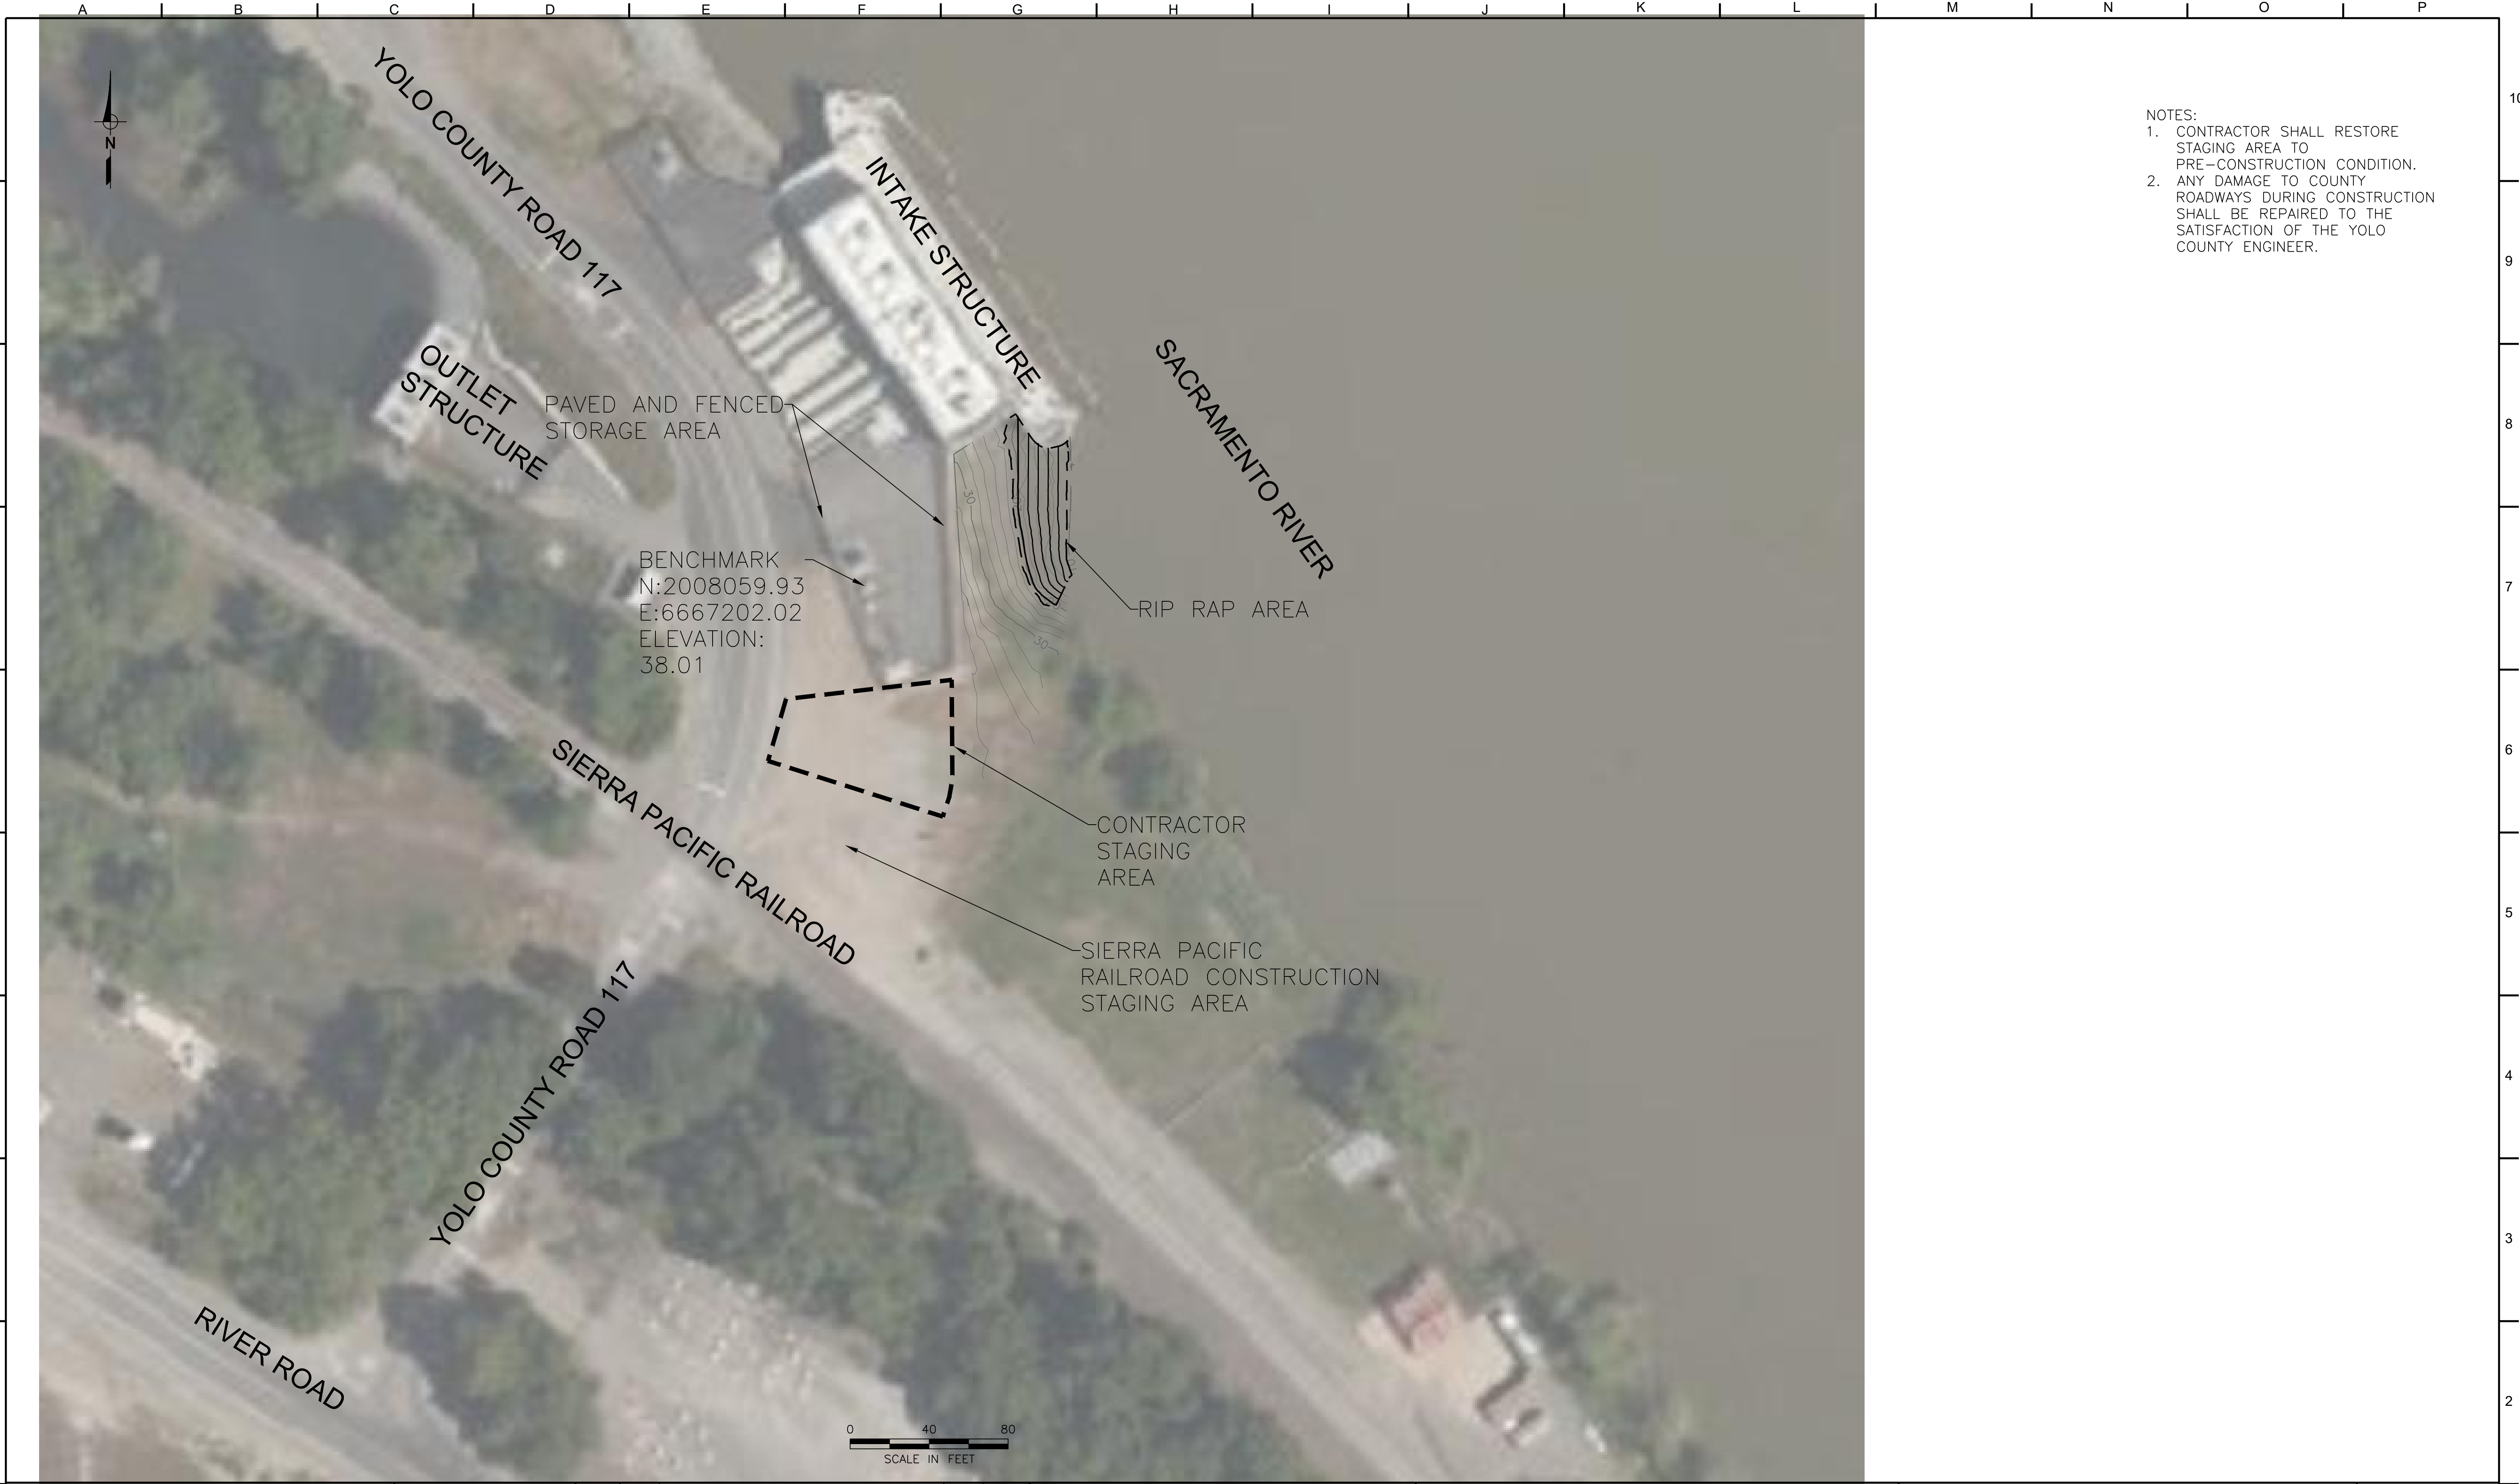 A B C D E F G H I J K L M N O P
10
9
8
7
6
5
4
3
2
N
YOLO COUNTY ROAD 117
INTAKE STRUCTURE
NOTES:
1. CONTRACTOR SHALL RESTORE
STAGING AREA TO
PRE-CONSTRUCTION CONDITION.
2. ANY DAMAGE TO COUNTY
ROADWAYS DURING CONSTRUCTION
SHALL BE REPAIRED TO THE
SATISFACTION OF THE YOLO
COUNTY ENGINEER.
OUTLET
STRUCTURE
PAVED AND FENCED
STORAGE AREA
SACRAMENTO RIVER
30
BENCHMARK
N:2008059.93
E:6667202.02
ELEVATION:
38.01
RIP RAP AREA
30
SIERRA PACIFIC RAILROAD
CONTRACTOR
STAGING
AREA
SIERRA PACIFIC
RAILROAD CONSTRUCTION
STAGING AREA
YOLO COUNTY ROAD 117
RIVER ROAD
0 40 80
SCALE IN FEET